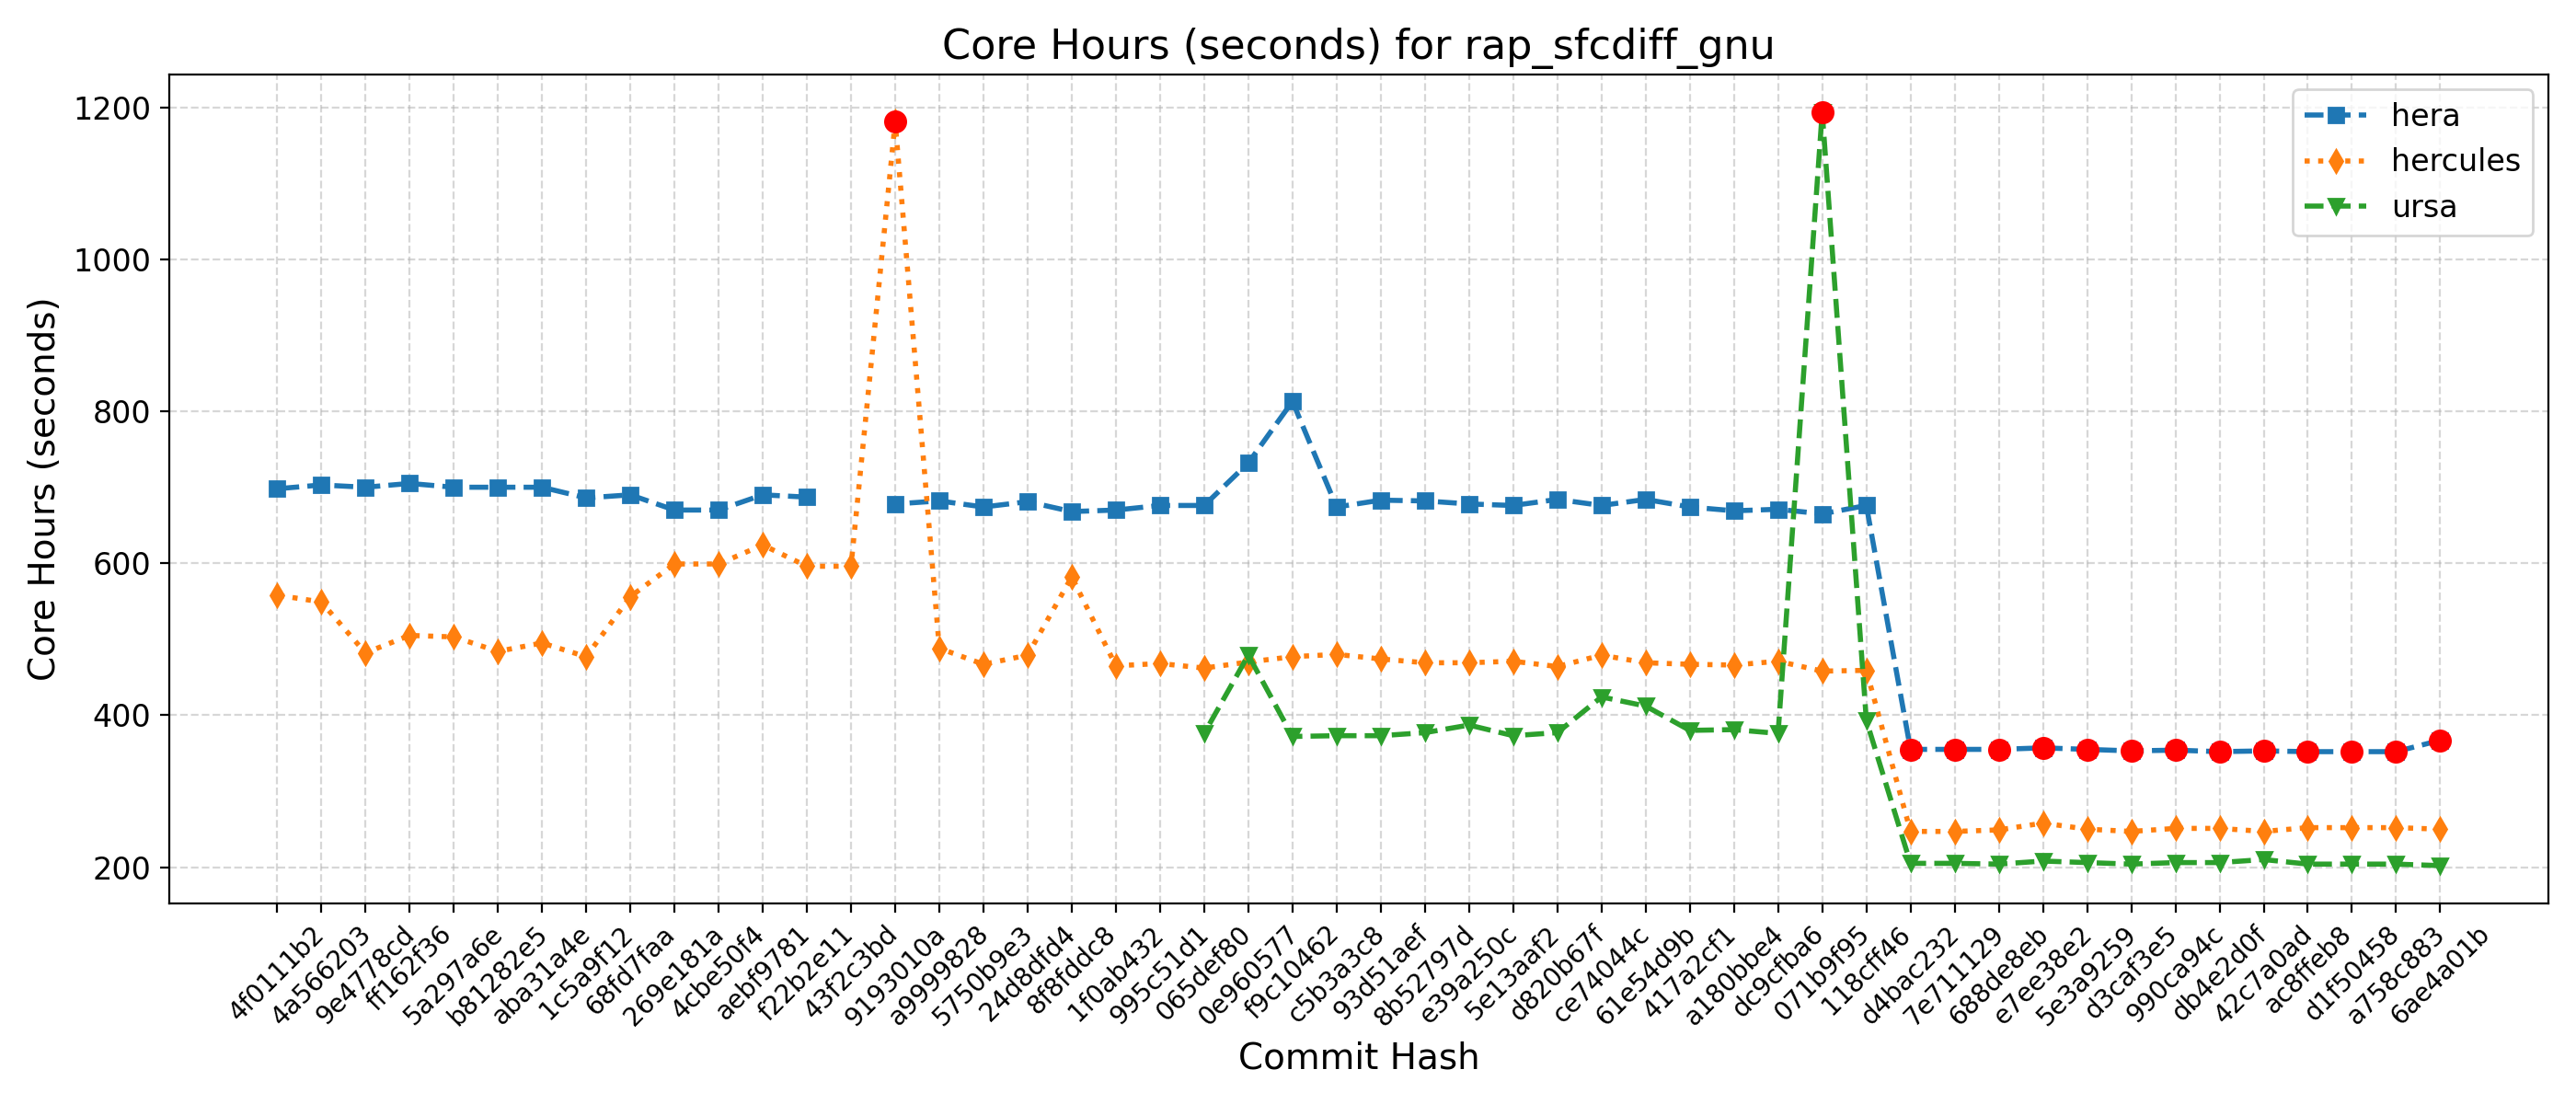 Core Hours (seconds) for rap_sfcdiff_gnu
hera
hercules
ursa
Core Hours (seconds)
1200
1000
800
600
400
200
4f0111b2
4a566203
9e4778cd
ff162f36
5a297a6e
b81282e5
aba31a4e
1c5a9f12
68fd7faa
269e181a
4cbe50f4
aebf9781
f22b2e11
43f2c3bd
9193010a
a9999828
5750b9e3
24d8dfd4
8f8fddc8
1f0ab432
995c51d1
065def80
0e960577
f9c10462
c5b3a3c8
93d51aef
8b52797d
e39a250c
5e13aaf2
d820b67f
ce74044c
61e54d9b
417a2cf1
a180bbe4
dc9cfba6
071b9f95
118cff46
d4bac232
7e711129
688de8eb
e7ee38e2
5e3a9259
d3caf3e5
990ca94c
db4e2d0f
42c7a0ad
ac8ffeb8
d1f50458
a758c883
6ae4a01b
Commit Hash